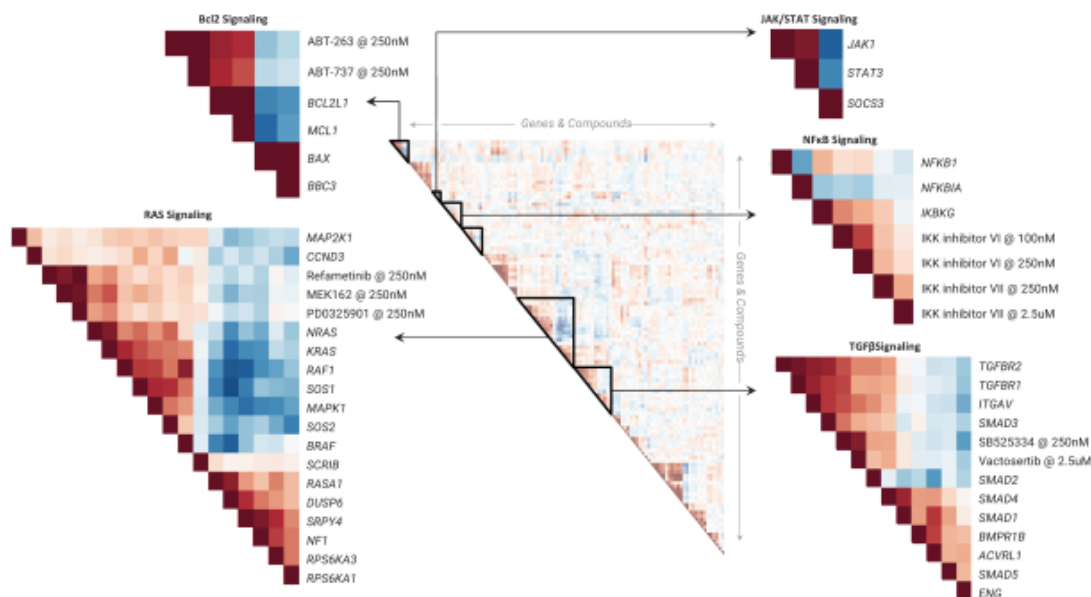 Bcl2 Signaling
ABT-263 @ 250nM
ABT-737 @ 250nM
BCL2L1
MCL1
BAX
BBC3
RAS Signaling
MAP2K1
CCND3
Refametinib @ 250nM
MEK162 @ 250nM
PD0325901 @ 250nM
NRAS
KRAS
RAF1
SOS1
MAPK1
SOS2
BRAF
SCRIB
RASA1
DUSP6
SRPY4
NF1
RPS6KA3
RPS6KA1
Genes & Compounds
Genes & Compounds
JAK/STAT Signaling
JAK1
STAT3
SOCS3
NFκB Signaling
NFKB1
NFKBIA
IKBKG
IKK inhibitor VI @ 100nM
IKK inhibitor VI @ 250nM
IKK inhibitor VII @ 250nM
IKK inhibitor VII @ 2.5uM
TGFβSignaling
TGFBR2
TGFBR1
ITGAV
SMAD3
SB525334 @ 250nM
Vactosertib @ 2.5uM
SMAD2
SMAD4
SMAD1
BMPR1B
ACVRL1
SMAD5
ENG